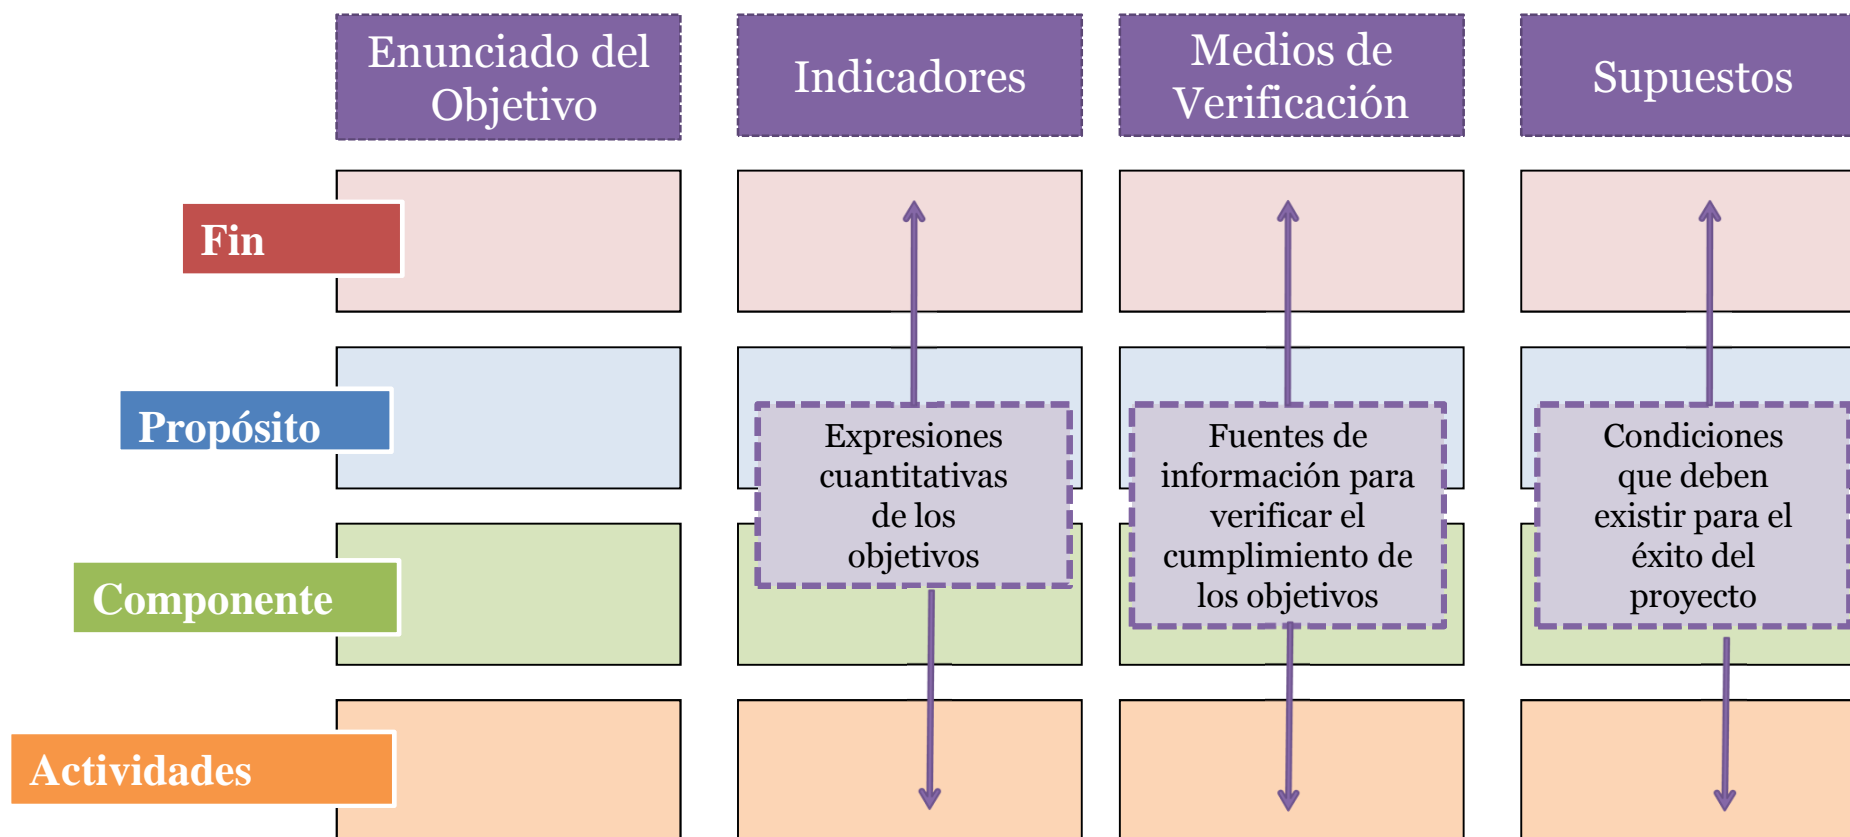 Enunciado del
Objetivo
Indicadores
Medios de
Verificación
Supuestos
Fin
Propósito
Expresiones
cuantitativas
de los
objetivos
Fuentes de
información para
verificar el
cumplimiento de
los objetivos
Condiciones
que deben
existir para el
éxito del
proyecto
Componente
Actividades